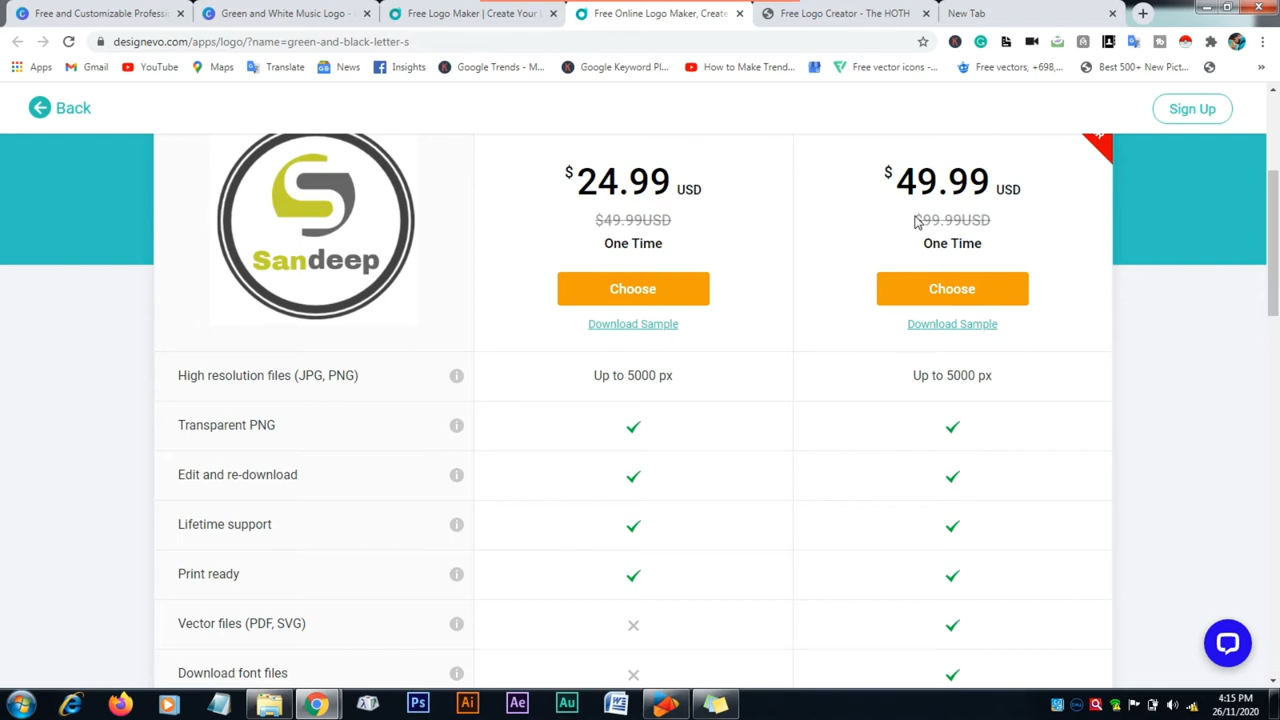 Free and Customizable Profess
Green and White Music Logo -
Free Logo Maker | Create Your
Free Online Logo Maker, Create
Free Logo Creator - The HOTH
New Tab
designevo.com/apps/logo/?name=green-and-black-letter-s
Apps
Gmail
YouTube
Maps
Translate
News
Insights
Google Trends - M...
Google Keyword Pl...
How to Make Trend...
Free vector icons -...
Free vectors, +698,...
Best 500+ New Pict...
Back
Sign Up
Sandeep
$ 24.99 USD
$49.99USD
One Time
Choose
Download Sample
$ 49.99 USD
$99.99USD
One Time
Choose
Download Sample
High resolution files (JPG, PNG)
Up to 5000 px
Up to 5000 px
Transparent PNG
Edit and re-download
Lifetime support
Print ready
Vector files (PDF, SVG)
Download font files
Ps
Ai
Ae
Au
4:15 PM
26/11/2020